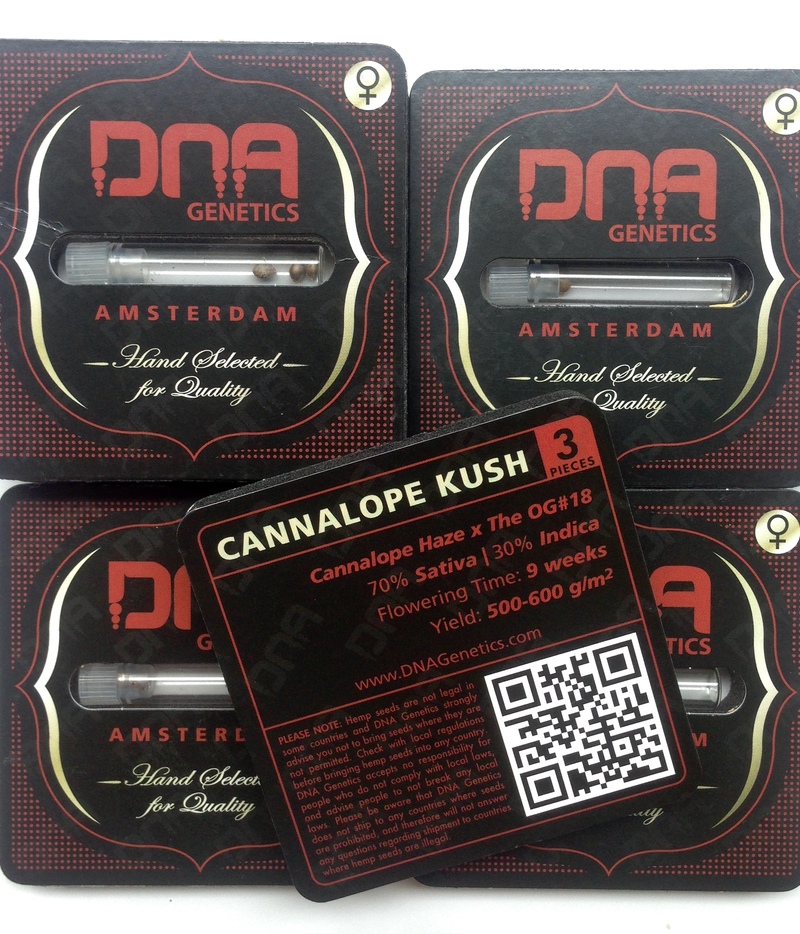 DNA
GENETICS
AMSTERDAM
Hand Selected
for Quality
DNA
GENETICS
AMSTERDAM
Hand Selected
Quality
CANNALOPE KUSH
3
PIECES
Cannalope Haze x The OG#18
70% Sativa | 30% Indica
Flowering Time: 9 weeks
Yield: 500-600 g/m²
www.DNAGenetics.com
PLEASE NOTE: Hemp seeds are not legal in
some countries and DNA Genetics strongly
advise you not to bring seeds where they are
not permitted. Check with local regulations
before bringing hemp seeds into any country.
DNA Genetics accepts no responsibility for
people who do not comply with local laws,
and advise people to not break any local
laws. Please be aware that DNA Genetics
does not ship to any countries where seeds
are prohibited, and therefore will not answer
any questions regarding shipment to countries
where hemp seeds are illegal.
DN
G
AMSTERD
Hand Selec
for Quality
A
TICS
M